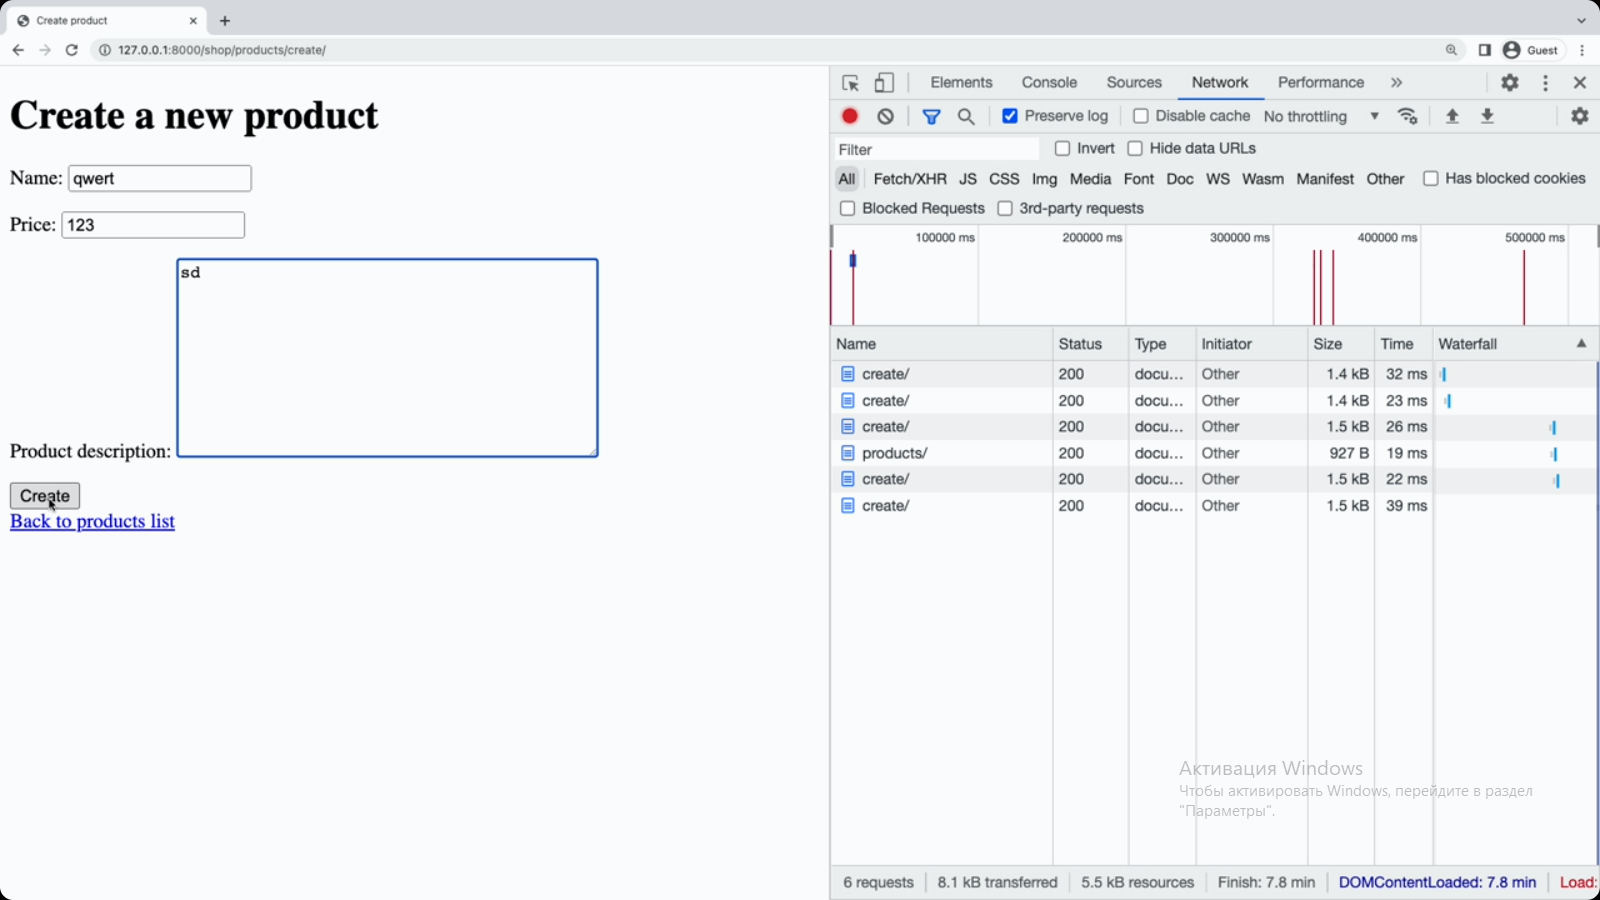 Create product
127.0.0.1:8000/shop/products/create/
Guest
Create a new product
Name: qwert
Price: 123
sd
Product description:
Create
Back to products list
Elements Console Sources Network Performance
Preserve log Disable cache No throttling
Filter Invert Hide data URLs
All Fetch/XHR JS CSS Img Media Font Doc WS Wasm Manifest Other Has blocked cookies
Blocked Requests 3rd-party requests
100000 ms 200000 ms 300000 ms 400000 ms 500000 ms
Name Status Type Initiator Size Time Waterfall
create/ 200 docu... Other 1.4 kB 32 ms
create/ 200 docu... Other 1.4 kB 23 ms
create/ 200 docu... Other 1.5 kB 26 ms
products/ 200 docu... Other 927 B 19 ms
create/ 200 docu... Other 1.5 kB 22 ms
create/ 200 docu... Other 1.5 kB 39 ms
Активация Windows
Чтобы активировать Windows, перейдите в раздел
"Параметры".
6 requests 8.1 kB transferred 5.5 kB resources Finish: 7.8 min DOMContentLoaded: 7.8 min Load: